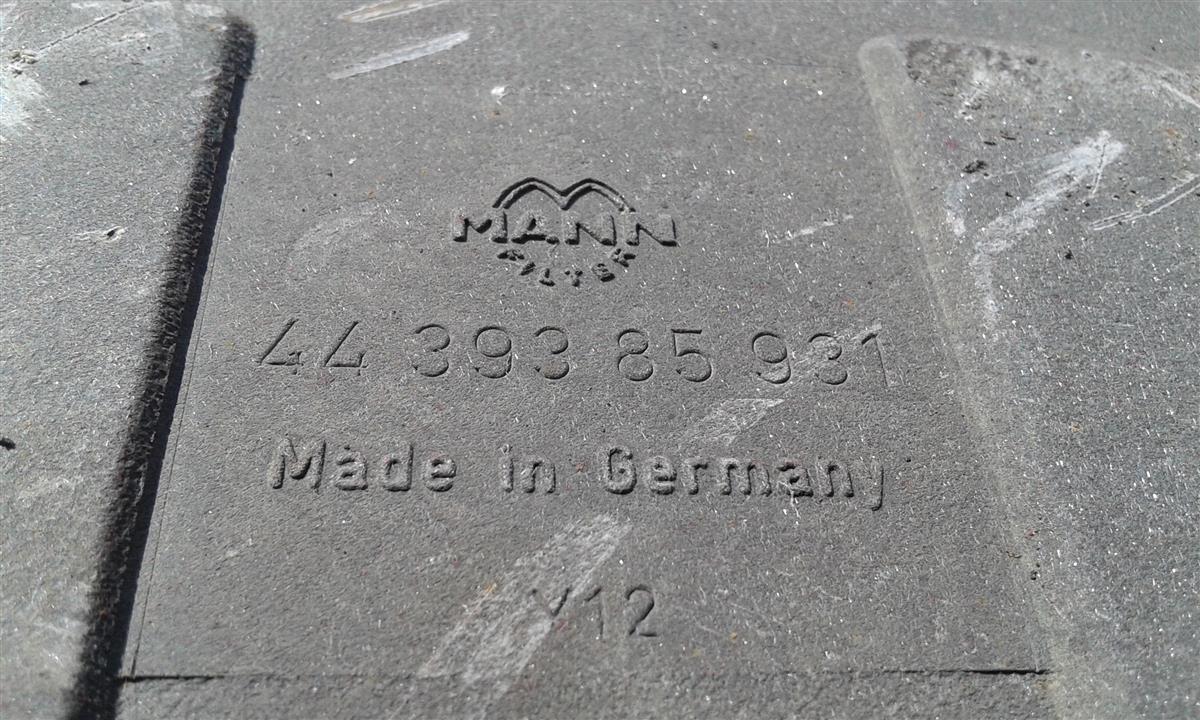 MANN
FILTER
44 393 85 931
Made in Germany
Y12